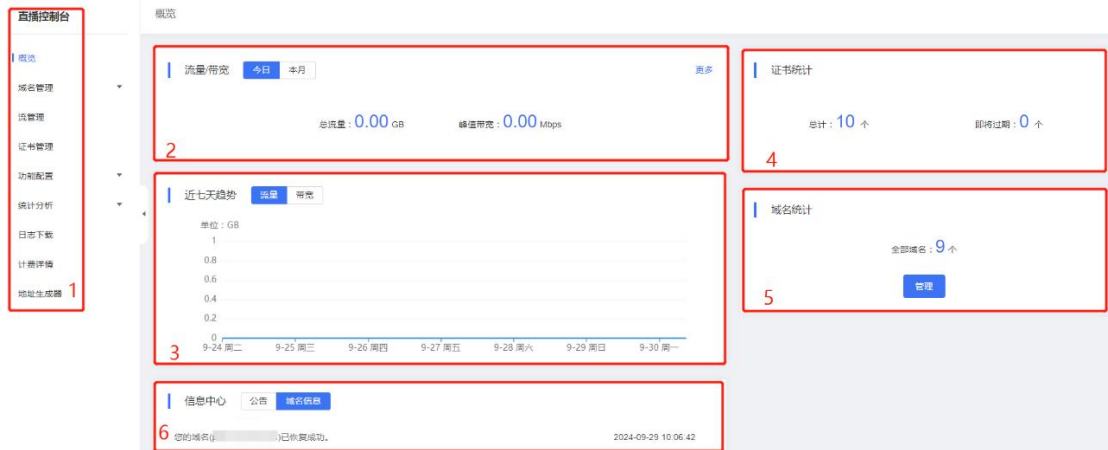 直播控制台
概览
概览
域名管理
流管理
证书管理
功能配置
统计分析
日志下载
计费详情
地址生成器
1
流量/带宽 今日 本月 更多
总流量：0.00 GB 峰值带宽：0.00 Mbps
2
近七天趋势 流量 带宽
单位：GB
1
0.8
0.6
0.4
0.2
0
9-24 周二 9-25 周三 9-26 周四 9-27 周五 9-28 周六 9-29 周日 9-30 周一
3
证书统计
总计：10 个 即将过期：0 个
4
域名统计
全部域名：9 个
管理
5
信息中心 公告 域名信息
您的域名( )已恢复成功。 2024-09-29 10:06:42
6